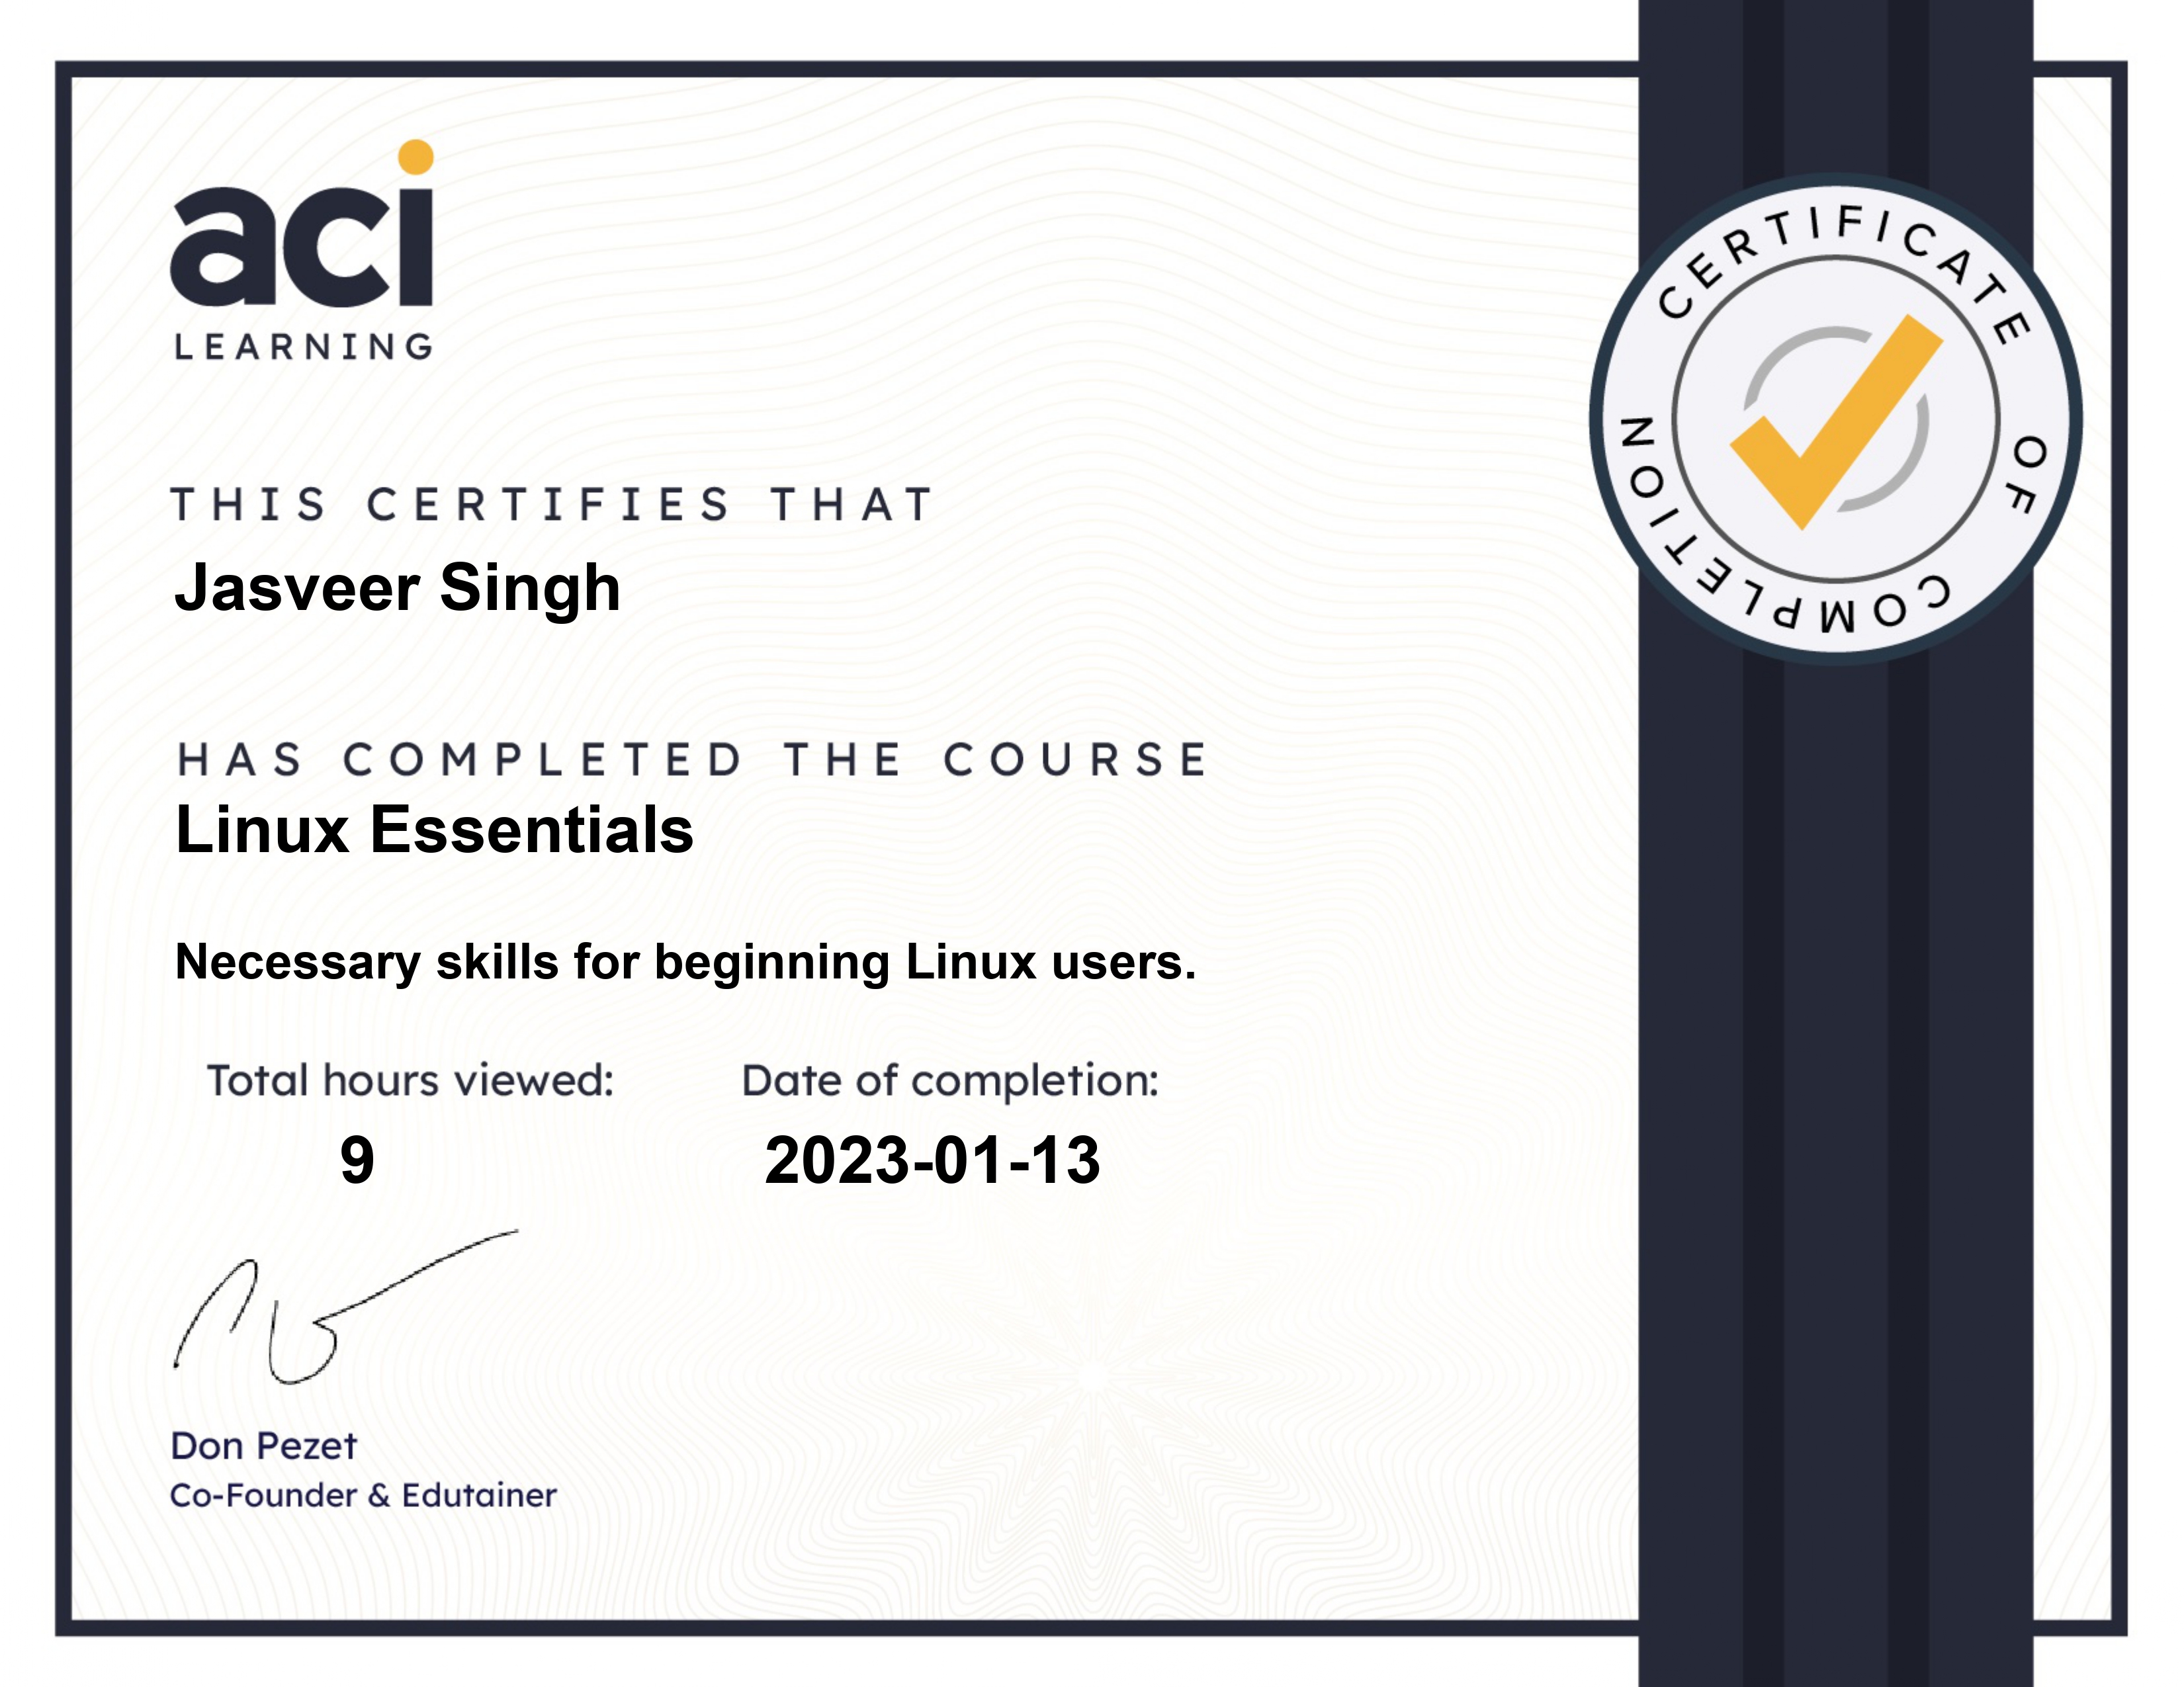 aci
LEARNING
CERTIFICATE OF COMPLETION
THIS CERTIFIES THAT
Jasveer Singh
HAS COMPLETED THE COURSE
Linux Essentials
Necessary skills for beginning Linux users.
Total hours viewed: Date of completion:
9 2023-01-13
Don Pezet
Co-Founder & Edutainer